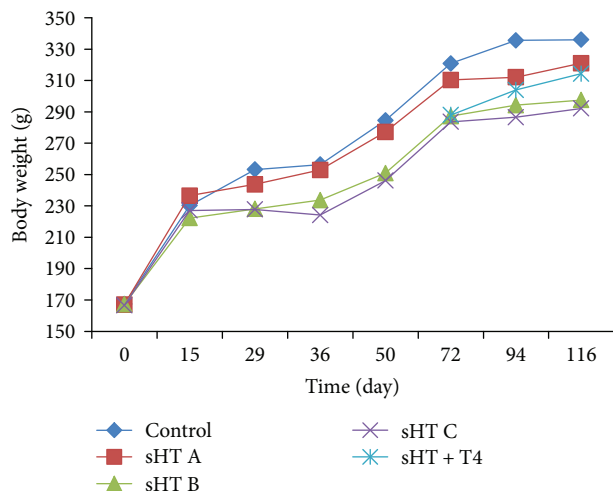 350
330
310
290
270
250
230
210
190
170
150
Body weight (g)
0 15 29 36 50 72 94 116
Time (day)
Control
sHT A
sHT B
sHT C
sHT + T4